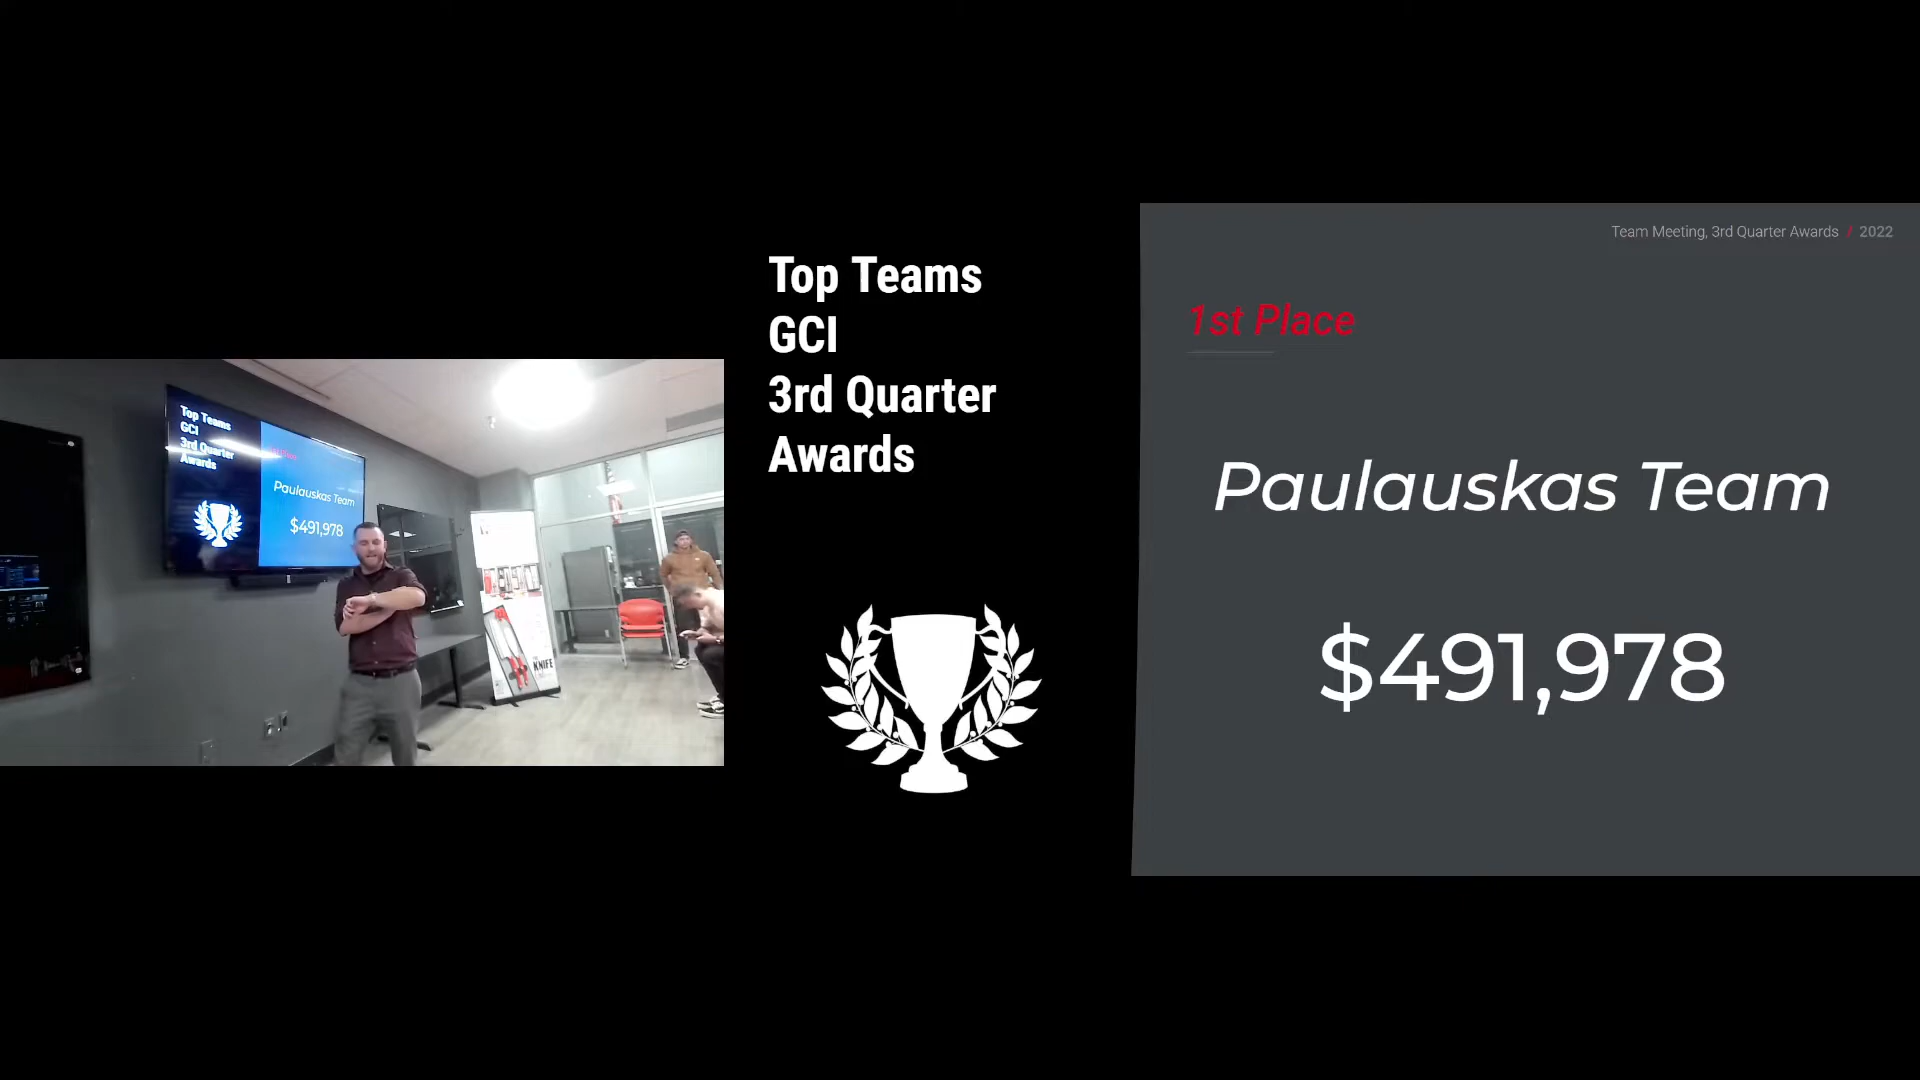 Top Teams
GCI
3rd Quarter
Awards
Team Meeting, 3rd Quarter Awards / 2022
1st Place
Paulauskas Team
$491,978
Top Teams
GCI
3rd Quarter
Awards
Paulauskas Team
$491,978
KNIFE